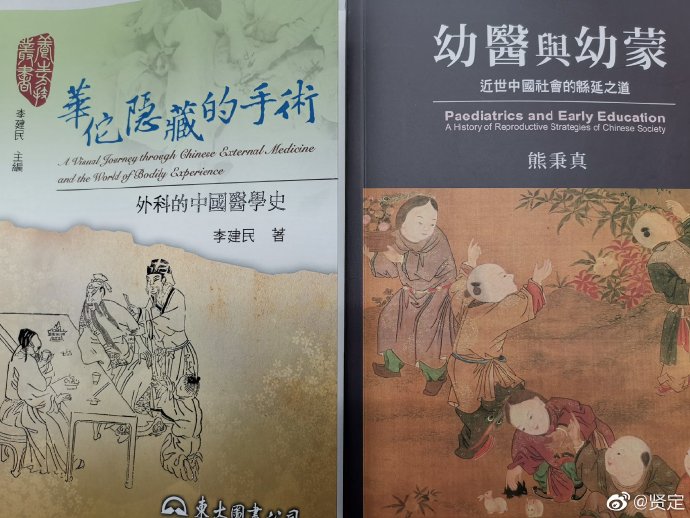 養生方技
叢書
李建民 主編
華佗隱藏的手術
A Visual Journey through Chinese External Medicine
and the World of Bodily Experience
外科的中國醫學史
李建民 著
東大圖書公司
幼醫與幼蒙
近世中國社會的緜延之道
Paediatrics and Early Education
A History of Reproductive Strategies of Chinese Society
熊秉真
@贤定